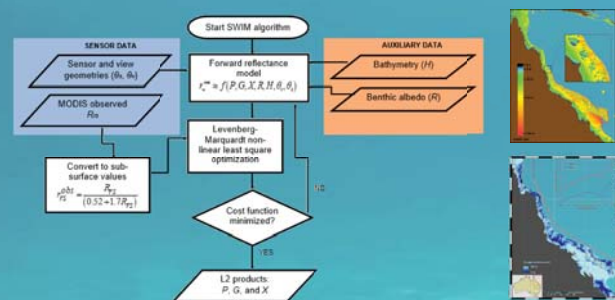 Start SWIM algorithm
SENSOR DATA
Sensor and view
geometries (θs, θv)
MODIS observed
Rrs
Convert to sub-
surface values
Forward reflectance
model
Levenberg-
Marquardt non-
linear least square
optimization
Cost function
minimized?
NO
YES
L2 products:
P, G, and X
AUXILIARY DATA
Bathymetry (H)
Benthic albedo (R)